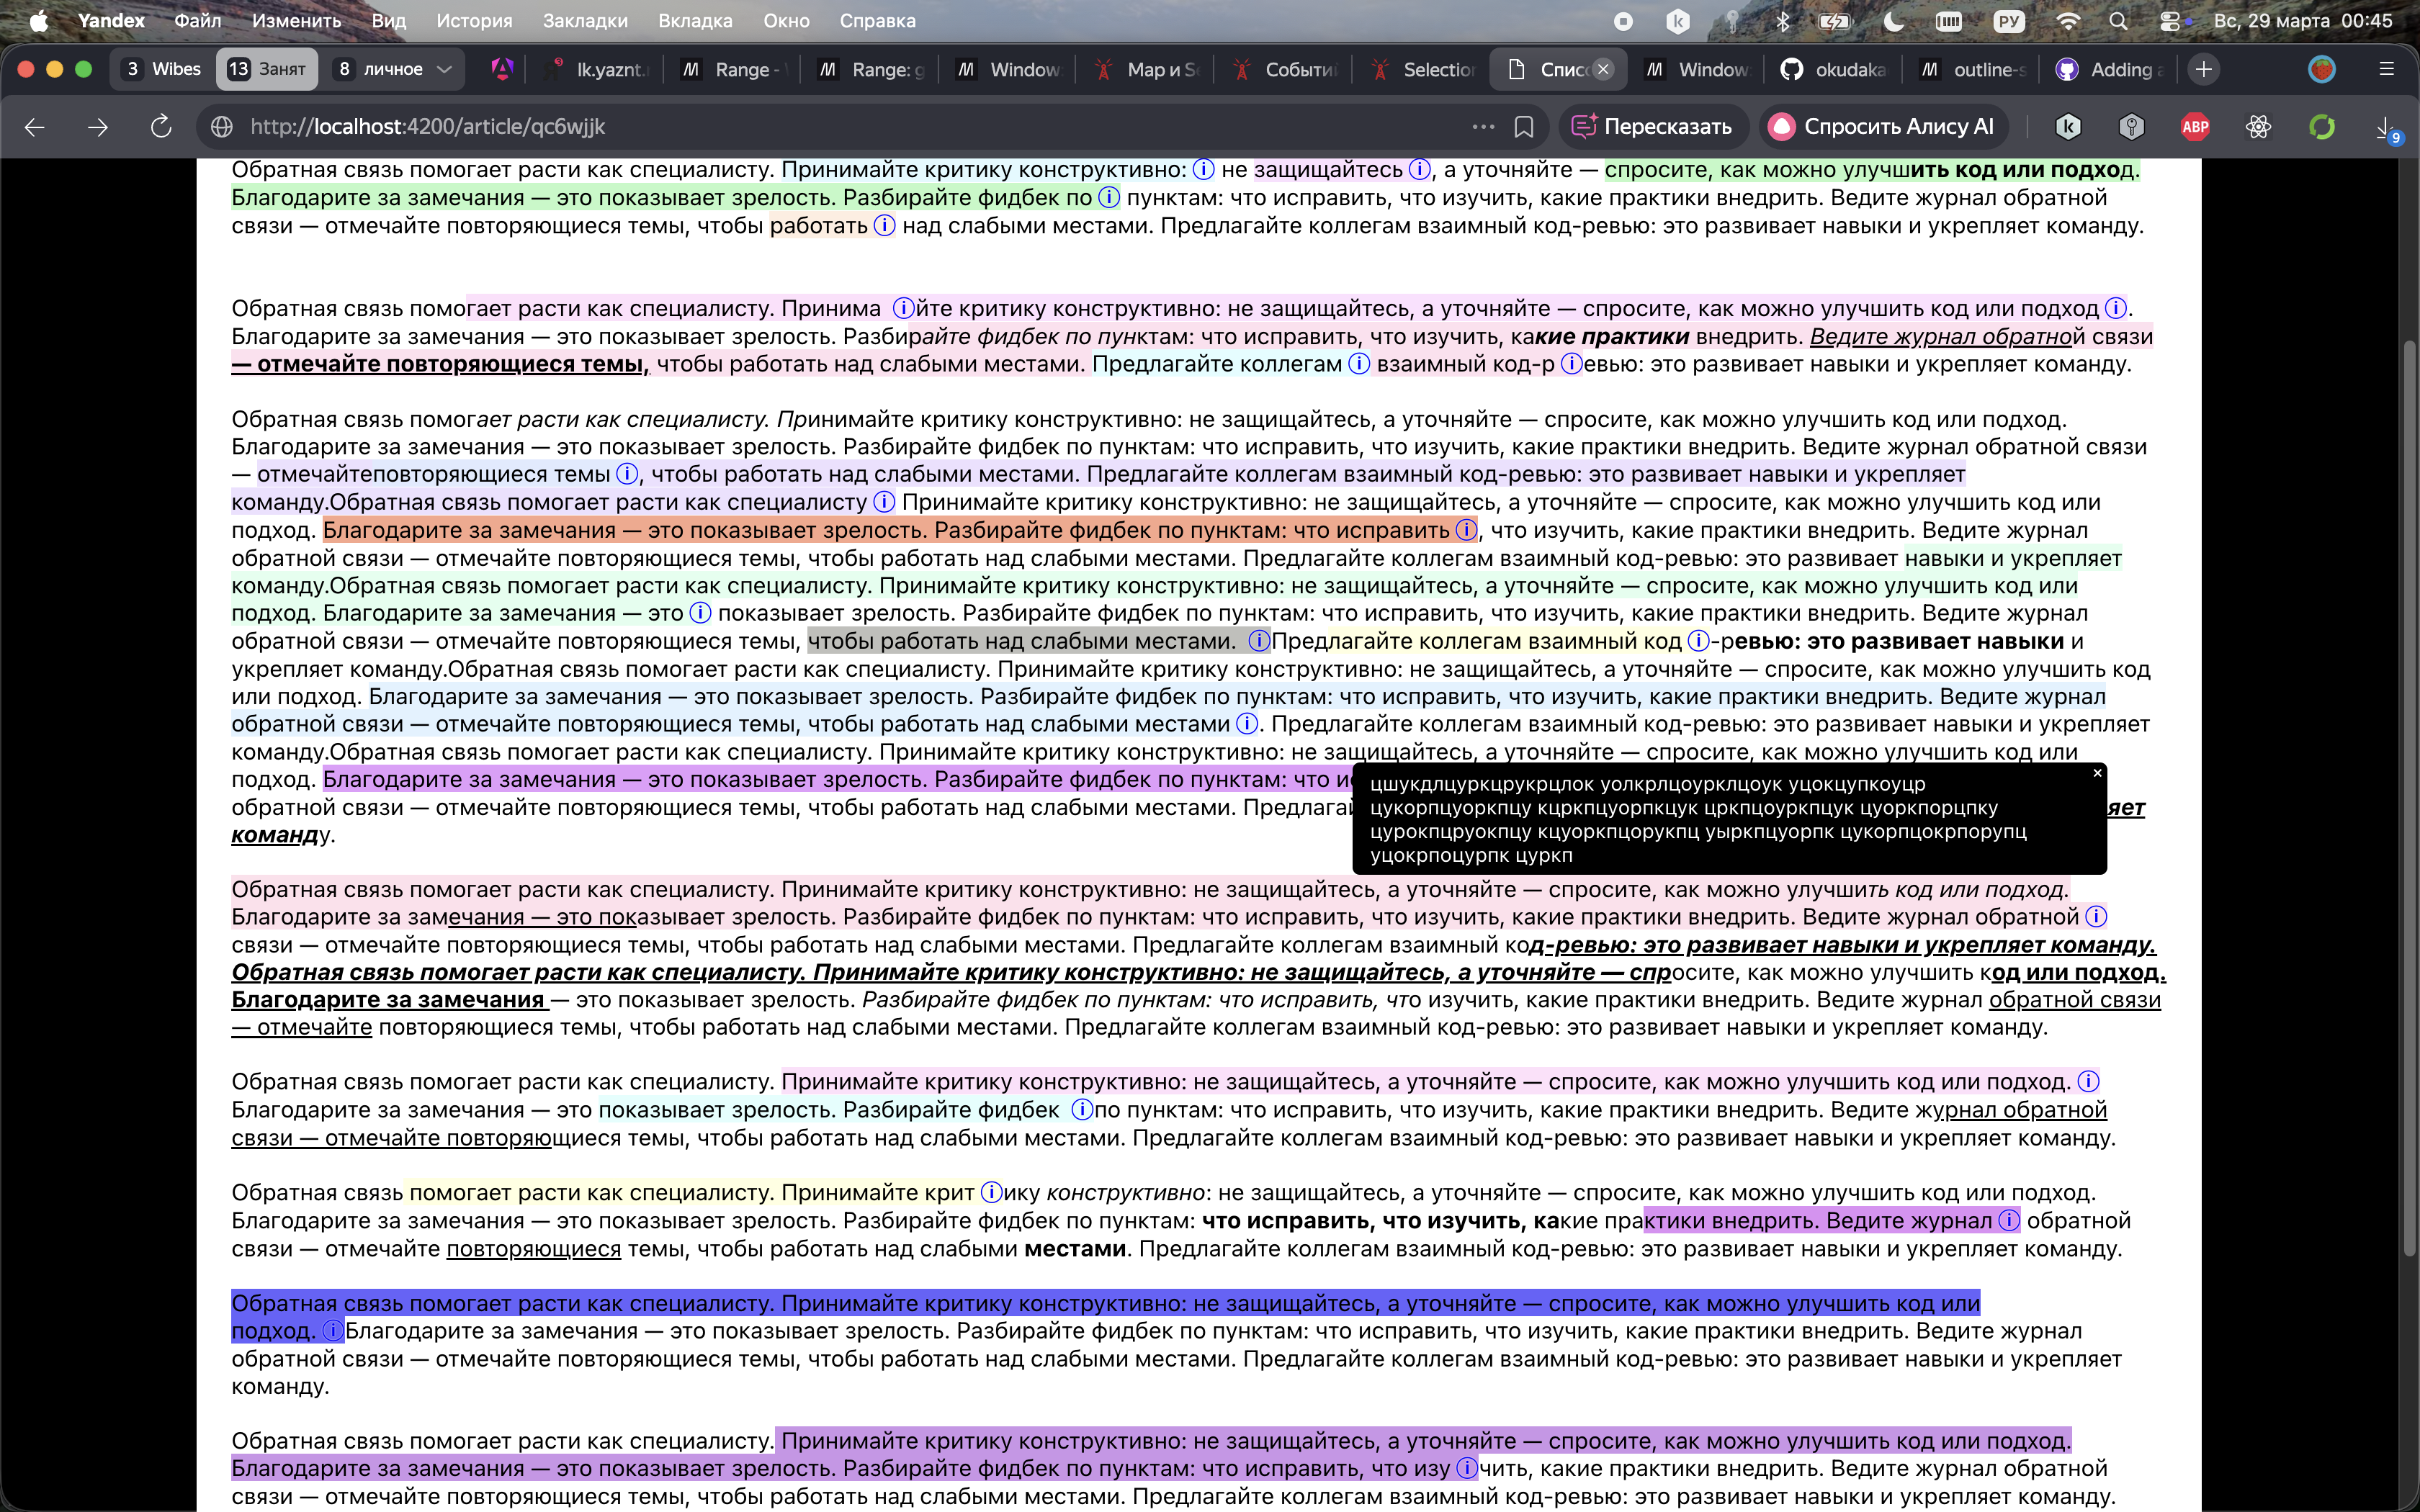 Yandex Файл Изменить Вид История Закладки Вкладка Окно Справка РУ Вс, 29 марта 00:45
3 Wibes 13 Занят 8 личное lk.yaznt. Range - Range: g Window Map и Se Событи Selection Списо Window okudaka outline-s Adding a
http://localhost:4200/article/qc6wjjk Пересказать Спросить Алису AI ABP 9
Обратная связь помогает расти как специалисту. Принимайте критику конструктивно: не защищайтесь, а уточняйте — спросите, как можно улучшить код или подход.
Благодарите за замечания — это показывает зрелость. Разбирайте фидбек по пунктам: что исправить, что изучить, какие практики внедрить. Ведите журнал обратной
связи — отмечайте повторяющиеся темы, чтобы работать над слабыми местами. Предлагайте коллегам взаимный код-ревью: это развивает навыки и укрепляет команду.
Обратная связь помогает расти как специалисту. Принимайте критику конструктивно: не защищайтесь, а уточняйте — спросите, как можно улучшить код или подход.
Благодарите за замечания — это показывает зрелость. Разбирайте фидбек по пунктам: что исправить, что изучить, какие практики внедрить. Ведите журнал обратной связи
— отмечайте повторяющиеся темы, чтобы работать над слабыми местами. Предлагайте коллегам взаимный код-ревью: это развивает навыки и укрепляет команду.
Обратная связь помогает расти как специалисту. Принимайте критику конструктивно: не защищайтесь, а уточняйте — спросите, как можно улучшить код или подход.
Благодарите за замечания — это показывает зрелость. Разбирайте фидбек по пунктам: что исправить, что изучить, какие практики внедрить. Ведите журнал обратной связи
— отмечайтеповторяющиеся темы, чтобы работать над слабыми местами. Предлагайте коллегам взаимный код-ревью: это развивает навыки и укрепляет
команду.Обратная связь помогает расти как специалисту Принимайте критику конструктивно: не защищайтесь, а уточняйте — спросите, как можно улучшить код или
подход. Благодарите за замечания — это показывает зрелость. Разбирайте фидбек по пунктам: что исправить, что изучить, какие практики внедрить. Ведите журнал
обратной связи — отмечайте повторяющиеся темы, чтобы работать над слабыми местами. Предлагайте коллегам взаимный код-ревью: это развивает навыки и укрепляет
команду.Обратная связь помогает расти как специалисту. Принимайте критику конструктивно: не защищайтесь, а уточняйте — спросите, как можно улучшить код или
подход. Благодарите за замечания — это показывает зрелость. Разбирайте фидбек по пунктам: что исправить, что изучить, какие практики внедрить. Ведите журнал
обратной связи — отмечайте повторяющиеся темы, чтобы работать над слабыми местами. Предлагайте коллегам взаимный код-ревью: это развивает навыки и
укрепляет команду.Обратная связь помогает расти как специалисту. Принимайте критику конструктивно: не защищайтесь, а уточняйте — спросите, как можно улучшить код
или подход. Благодарите за замечания — это показывает зрелость. Разбирайте фидбек по пунктам: что исправить, что изучить, какие практики внедрить. Ведите журнал
обратной связи — отмечайте повторяющиеся темы, чтобы работать над слабыми местами. Предлагайте коллегам взаимный код-ревью: это развивает навыки и укрепляет
команду.Обратная связь помогает расти как специалисту. Принимайте критику конструктивно: не защищайтесь, а уточняйте — спросите, как можно улучшить код или
подход. Благодарите за замечания — это показывает зрелость. Разбирайте фидбек по пунктам: что ис
обратной связи — отмечайте повторяющиеся темы, чтобы работать над слабыми местами. Предлагай яет
команду.
цшукдлцуркцрукрцлок уолкрлцоурклцоук уцокцупкоуцр
цукорпцуоркпцу кцркпцуорпкцук цркпцоуркпцук цуоркпорцпку
цурокпцруокпцу кцуоркпцорукпц уыркпцуорпк цукорпцокрпорупц
уцокрпоцурпк цуркп
Обратная связь помогает расти как специалисту. Принимайте критику конструктивно: не защищайтесь, а уточняйте — спросите, как можно улучшить код или подход.
Благодарите за замечания — это показывает зрелость. Разбирайте фидбек по пунктам: что исправить, что изучить, какие практики внедрить. Ведите журнал обратной
связи — отмечайте повторяющиеся темы, чтобы работать над слабыми местами. Предлагайте коллегам взаимный код-ревью: это развивает навыки и укрепляет команду.
Обратная связь помогает расти как специалисту. Принимайте критику конструктивно: не защищайтесь, а уточняйте — спросите, как можно улучшить код или подход.
Благодарите за замечания — это показывает зрелость. Разбирайте фидбек по пунктам: что исправить, что изучить, какие практики внедрить. Ведите журнал обратной связи
— отмечайте повторяющиеся темы, чтобы работать над слабыми местами. Предлагайте коллегам взаимный код-ревью: это развивает навыки и укрепляет команду.
Обратная связь помогает расти как специалисту. Принимайте критику конструктивно: не защищайтесь, а уточняйте — спросите, как можно улучшить код или подход.
Благодарите за замечания — это показывает зрелость. Разбирайте фидбек по пунктам: что исправить, что изучить, какие практики внедрить. Ведите журнал обратной
связи — отмечайте повторяющиеся темы, чтобы работать над слабыми местами. Предлагайте коллегам взаимный код-ревью: это развивает навыки и укрепляет команду.
Обратная связь помогает расти как специалисту. Принимайте критику конструктивно: не защищайтесь, а уточняйте — спросите, как можно улучшить код или подход.
Благодарите за замечания — это показывает зрелость. Разбирайте фидбек по пунктам: что исправить, что изучить, какие практики внедрить. Ведите журнал обратной
связи — отмечайте повторяющиеся темы, чтобы работать над слабыми местами. Предлагайте коллегам взаимный код-ревью: это развивает навыки и укрепляет команду.
Обратная связь помогает расти как специалисту. Принимайте критику конструктивно: не защищайтесь, а уточняйте — спросите, как можно улучшить код или
подход. Благодарите за замечания — это показывает зрелость. Разбирайте фидбек по пунктам: что исправить, что изучить, какие практики внедрить. Ведите журнал
обратной связи — отмечайте повторяющиеся темы, чтобы работать над слабыми местами. Предлагайте коллегам взаимный код-ревью: это развивает навыки и укрепляет
команду.
Обратная связь помогает расти как специалисту. Принимайте критику конструктивно: не защищайтесь, а уточняйте — спросите, как можно улучшить код или подход.
Благодарите за замечания — это показывает зрелость. Разбирайте фидбек по пунктам: что исправить, что изучить, какие практики внедрить. Ведите журнал обратной
связи — отмечайте повторяющиеся темы, чтобы работать над слабыми местами. Предлагайте коллегам взаимный код-ревью: это развивает навыки и укрепляет команду.